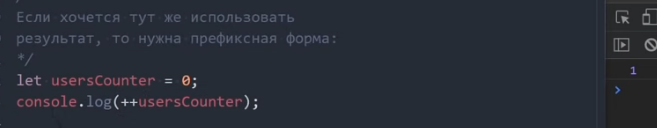 Если хочется тут же использовать
результат, то нужна префиксная форма:
*/
let usersCounter = 0;
console.log(++usersCounter);
1